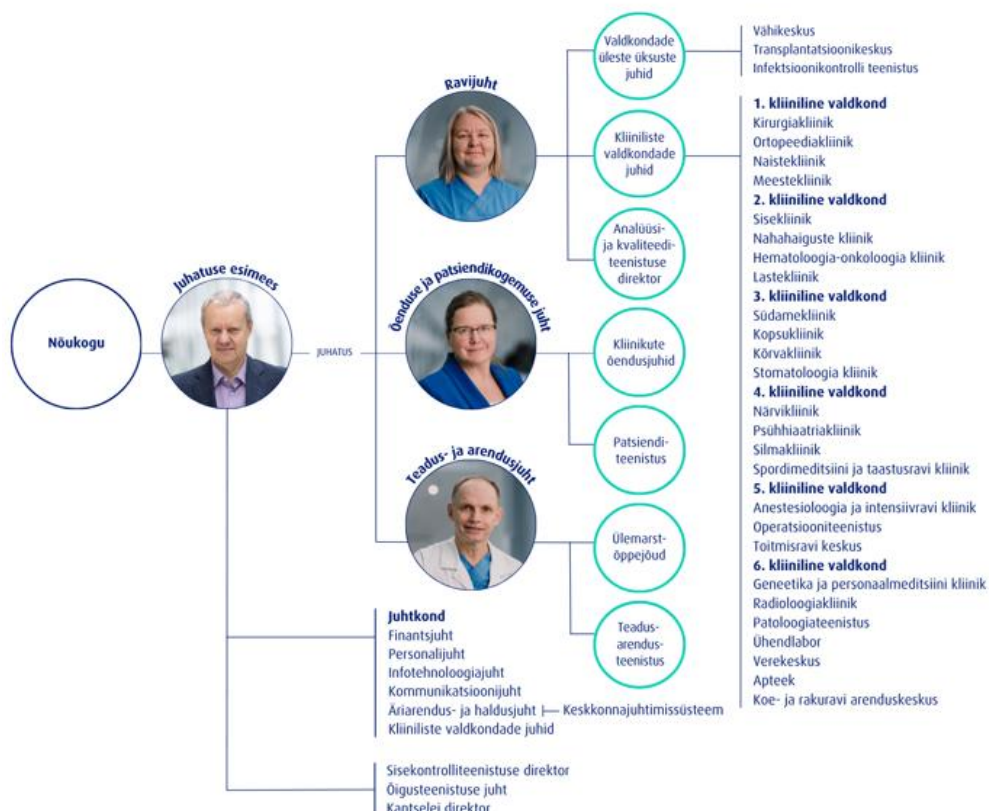 Nõukogu
Juhatuse esimees
JUHATUS
Ravijuht
Valdkondade
üleste üksuste
juhid
Kliiniliste
valdkondade
juhid
Analüüsi-
ja kvaliteedi-
teenistuse
direktor
Õenduse ja patsiendikogemuse juht
Kliinikute
õendusjuhid
Patsiendi-
teenistus
Teadus- ja arendusjuht
Ülemarst-
õppejõud
Teadus-
arendus-
teenistus
Vähikeskus
Transplantatsioonikeskus
Infektsioonikontrolli teenistus
1. kliiniline valdkond
Kirurgiakliinik
Ortopeediakliinik
Naistekliinik
Meestekliinik
2. kliiniline valdkond
Sisekliinik
Nahahaiguste kliinik
Hematoloogia-onkoloogia kliinik
Lastekliinik
3. kliiniline valdkond
Südamekliinik
Kopsukliinik
Kõrvakliinik
Stomatoloogia kliinik
4. kliiniline valdkond
Närvikliinik
Psühhiaatriakliinik
Silmakliinik
Spordimeditsiini ja taastusravi kliinik
5. kliiniline valdkond
Anestesioloogia ja intensiivravi kliinik
Operatsiooniteenistus
Toitmisravi keskus
6. kliiniline valdkond
Geneetika ja personaalmeditsiini kliinik
Radioloogiakliinik
Patoloogiateenistus
Ühendlabor
Verekeskus
Apteek
Koe- ja rakuravi arenduskeskus
Juhtkond
Finantsjuht
Personalijuht
Infotehnoloogiajuht
Kommunikatsioonijuht
Äriarendus- ja haldusjuht Keskkonnajuhtimissüsteem
Kliiniliste valdkondade juhid
Sisekontrolliteenistuse direktor
Õigusteenistuse juht
Kantselei direktor